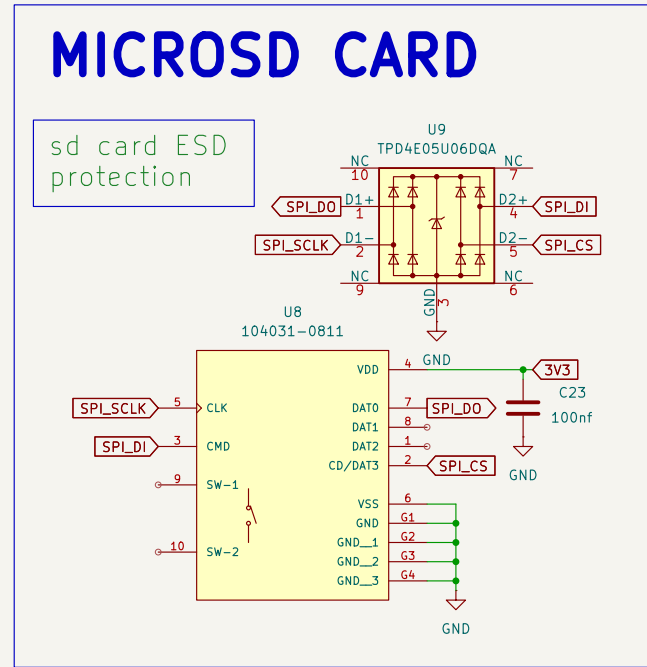 MICROSD CARD
sd card ESD
protection
U9
TPD4E05U06DQA
NC
10
NC
7
SPI_DO
D1+
1
D2+
4
SPI_DI
SPI_SCLK
D1-
2
D2-
5
SPI_CS
NC
9
NC
6
GND
3
U8
104031-0811
VDD
4
GND
3V3
C23
100nf
GND
SPI_SCLK
5
CLK
DAT0
7
SPI_DO
DAT1
8
SPI_DI
3
CMD
DAT2
1
CD/DAT3
2
SPI_CS
9
SW-1
VSS
6
GND
G1
GND__1
G2
10
SW-2
GND__2
G3
GND__3
G4
GND